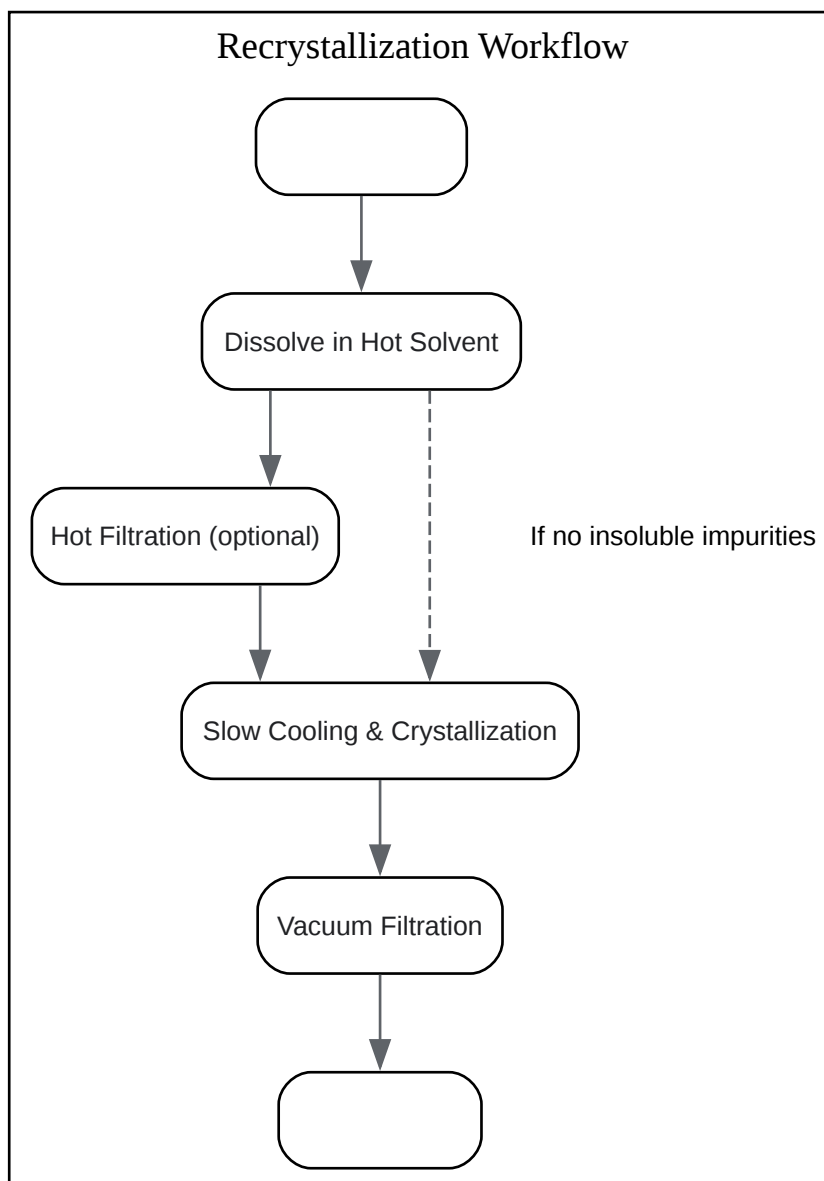 Recrystallization Workflow
Dissolve in Hot Solvent
Hot Filtration (optional)
If no insoluble impurities
Slow Cooling & Crystallization
Vacuum Filtration